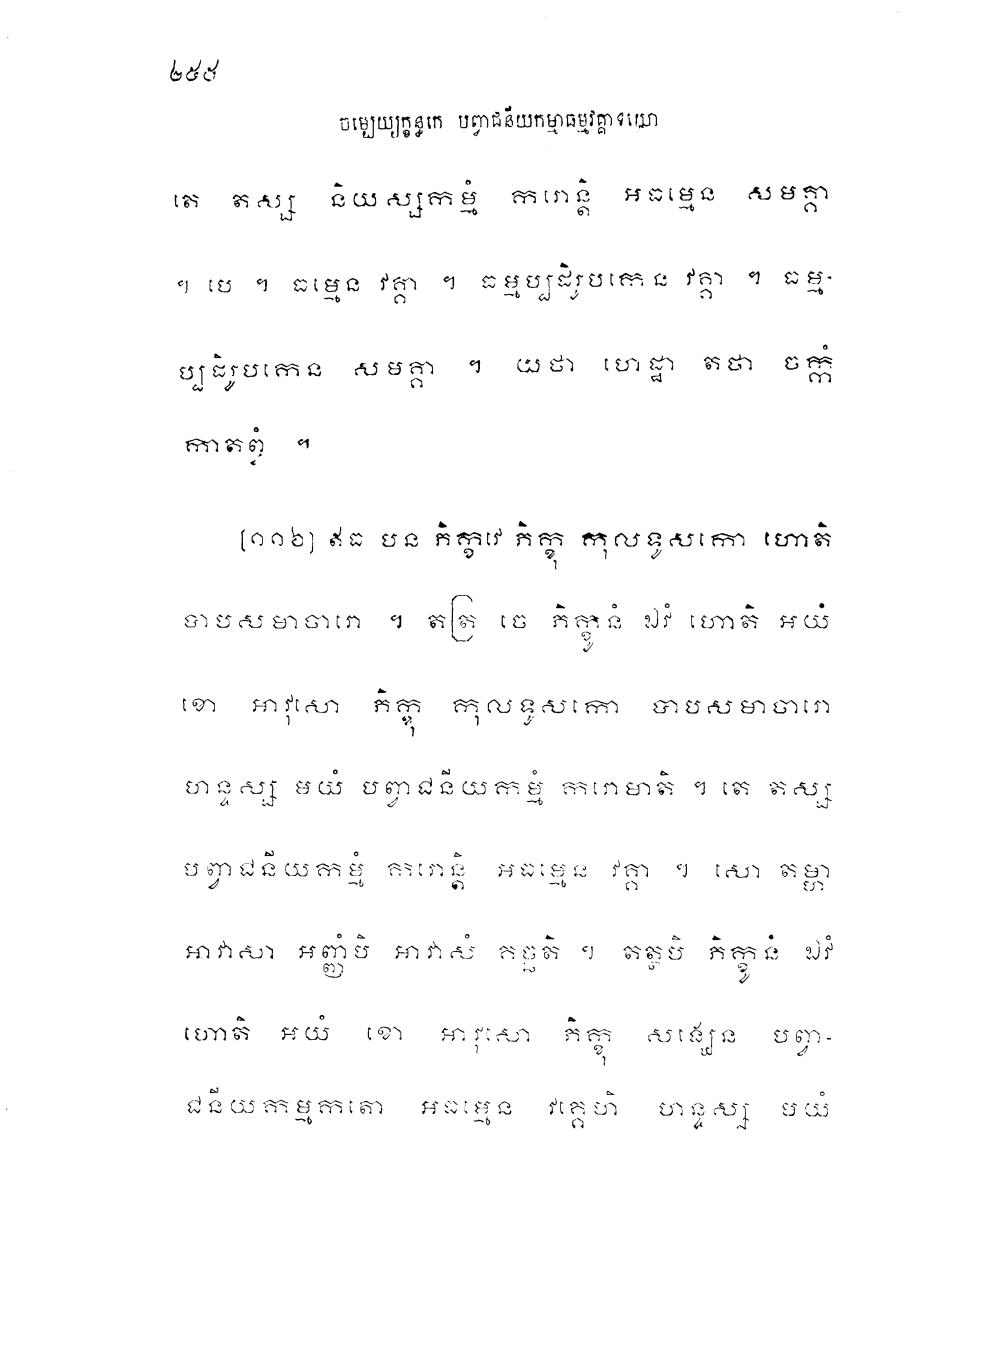 ២៥៥
ចម្បេយ្យក្ខន្ធកេ បព្វាជនីយកម្មាធម្មវគ្គាទយោ
តេ តស្ស និយស្សកម្មំ ករោន្តិ អធម្មេន សមគ្គា
។ បេ ។ ធម្មេន វគ្គា ។ ធម្មប្បដិរូបកេន វគ្គា ។ ធម្ម-
ប្បដិរូបកេន សមគ្គា ។ យថា ហេដ្ឋា តថា ចក្កំ
កាតព្វំ ។
[១១៦] ឥធ បន ភិក្ខវេ ភិក្ខុ កុលទូសកោ ហោតិ
បាបសមាចារោ ។ តត្រ ចេ ភិក្ខូនំ ឯវំ ហោតិ អយំ
ខោ អាវុសោ ភិក្ខុ កុលទូសកោ បាបសមាចារោ
ហន្ទស្ស មយំ បព្វាជនីយកម្មំ ករោមាតិ ។ តេ តស្ស
បព្វាជនីយកម្មំ ករោន្តិ អធម្មេន វគ្គា ។ សោ តម្ហា
អាវាសា អញ្ញំបិ អាវាសំ គច្ឆតិ ។ តត្ថបិ ភិក្ខូនំ ឯវំ
ហោតិ អយំ ខោ អាវុសោ ភិក្ខុ សង្ឃេន បព្វា-
ជនីយកម្មកតោ អធម្មេន វគ្គេហិ ហន្ទស្ស មយំ